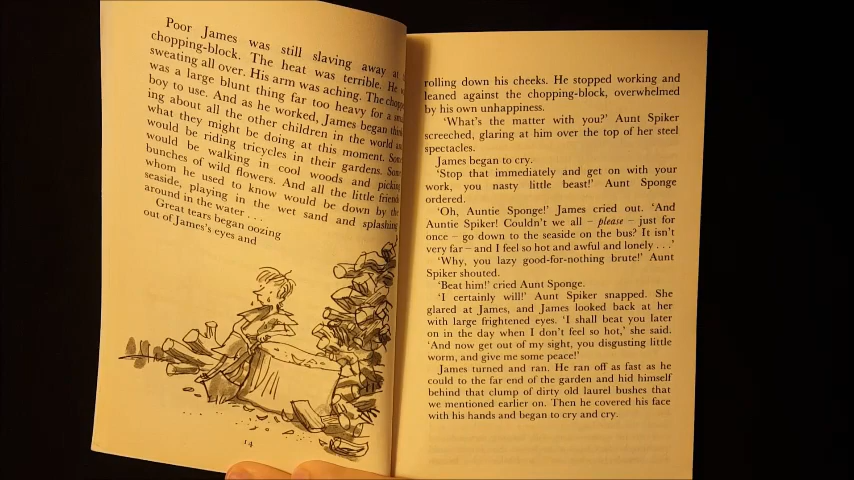 Poor James was still slaving away at
chopping-block. The heat was terrible. He
sweating all over. His arm was aching. The
was a large blunt thing far too heavy for a
boy to use. And as he worked, James began
ing about all the other children in the world
what they might be doing at this moment.
would be riding tricycles in their gardens.
would be walking in cool woods and picking
bunches of wild flowers. And all the little
whom he used to know would be down by the
seaside, playing in the wet sand and splashing
around in the water . . .
Great tears began oozing
out of James's eyes and
14
rolling down his cheeks. He stopped working and
leaned against the chopping-block, overwhelmed
by his own unhappiness.
'What's the matter with you?' Aunt Spiker
screeched, glaring at him over the top of her steel
spectacles.
James began to cry.
'Stop that immediately and get on with your
work, you nasty little beast!' Aunt Sponge
ordered.
'Oh, Auntie Sponge!' James cried out. 'And
Auntie Spiker! Couldn't we all – please – just for
once – go down to the seaside on the bus? It isn't
very far – and I feel so hot and awful and lonely . . .'
'Why, you lazy good-for-nothing brute!' Aunt
Spiker shouted.
'Beat him!' cried Aunt Sponge.
'I certainly will!' Aunt Spiker snapped. She
glared at James, and James looked back at her
with large frightened eyes. 'I shall beat you later
on in the day when I don't feel so hot,' she said.
'And now get out of my sight, you disgusting little
worm, and give me some peace!'
James turned and ran. He ran off as fast as he
could to the far end of the garden and hid himself
behind that clump of dirty old laurel bushes that
we mentioned earlier on. Then he covered his face
with his hands and began to cry and cry.